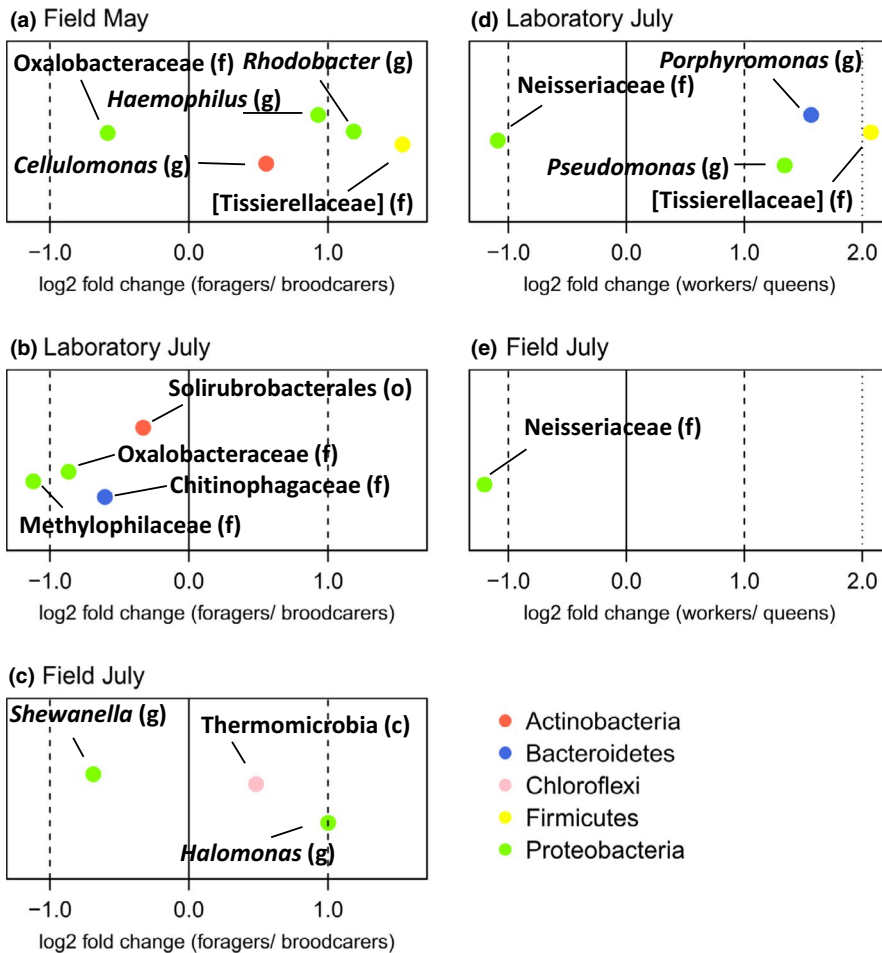 (a) Field May
Oxalobacteraceae (f)
Rhodobacter (g)
Haemophilus (g)
Cellulomonas (g)
[Tissierellaceae] (f)
−1.0 0.0 1.0
log2 fold change (foragers/ broodcarers)
(b) Laboratory July
Solirubrobacterales (o)
Oxalobacteraceae (f)
Chitinophagaceae (f)
Methylophilaceae (f)
−1.0 0.0 1.0
log2 fold change (foragers/ broodcarers)
(c) Field July
Shewanella (g)
Thermomicrobia (c)
Halomonas (g)
−1.0 0.0 1.0
log2 fold change (foragers/ broodcarers)
(d) Laboratory July
Porphyromonas (g)
Neisseriaceae (f)
Pseudomonas (g)
[Tissierellaceae] (f)
−1.0 0.0 1.0 2.0
log2 fold change (workers/ queens)
(e) Field July
Neisseriaceae (f)
−1.0 0.0 1.0 2.0
log2 fold change (workers/ queens)
Actinobacteria
Bacteroidetes
Chloroflexi
Firmicutes
Proteobacteria